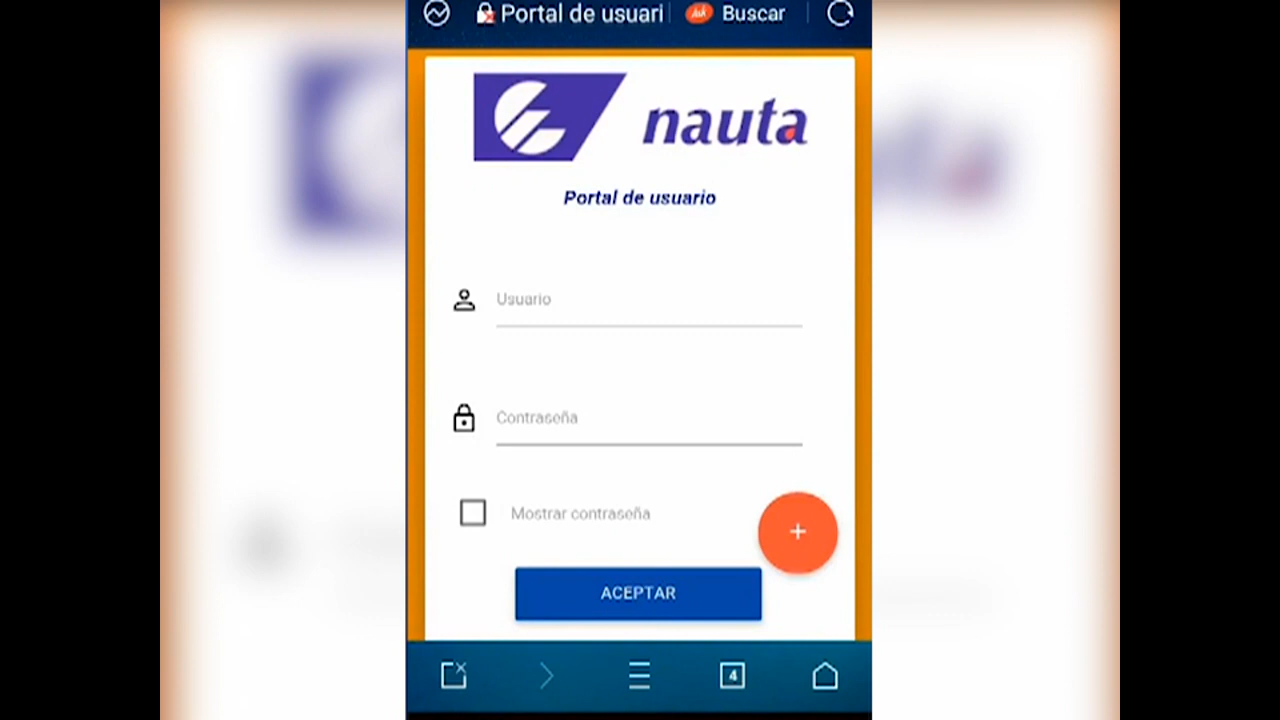 Portal de usuari
Buscar
nauta
Portal de usuario
Usuario
Contraseña
Mostrar contraseña
+
ACEPTAR
4